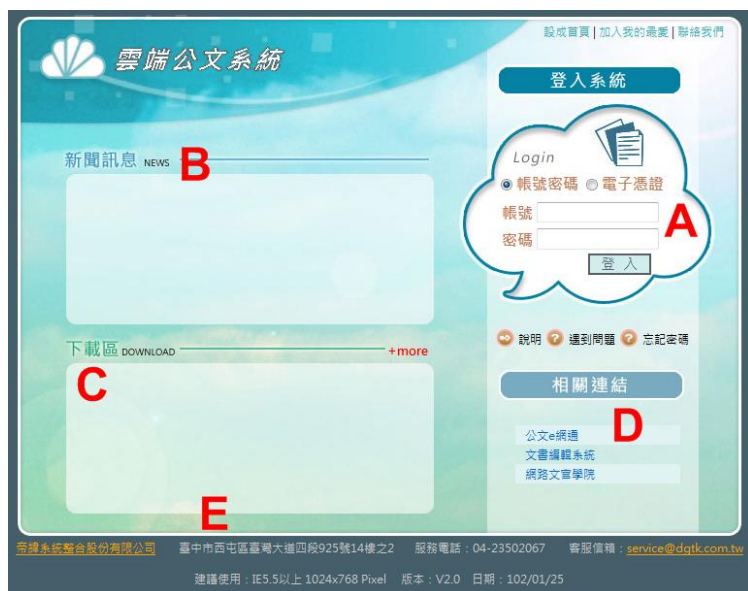 設成首頁|加入我的最愛|聯絡我們
雲端公文系統
登入系統
Login
帳號密碼 電子憑證
帳號
密碼
A
登 入
新聞訊息 NEWS
B
說明 遇到問題 忘記密碼
下載區 DOWNLOAD +more
C
相關連結
D
公文e網通
文書編輯系統
網路文官學院
E
帝緯系統整合股份有限公司 臺中市西屯區臺灣大道四段925號14樓之2 服務電話：04-23502067 客服信箱：service@dgtk.com.tw
建議使用：IE5.5以上 1024x768 Pixel 版本：V2.0 日期：102/01/25